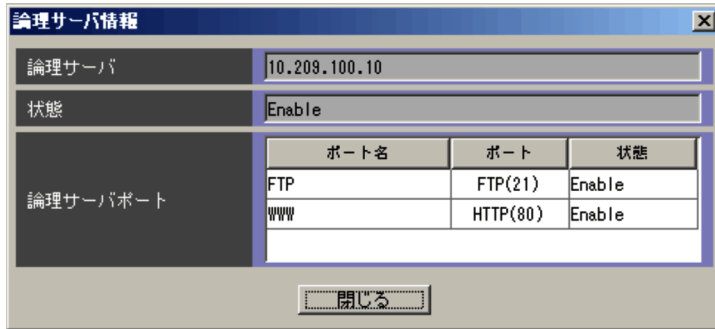 論理サーバ情報
論理サーバ 10.209.100.10
状態 Enable
論理サーバポート
ポート名 ポート 状態
FTP FTP(21) Enable
WWW HTTP(80) Enable
閉じる